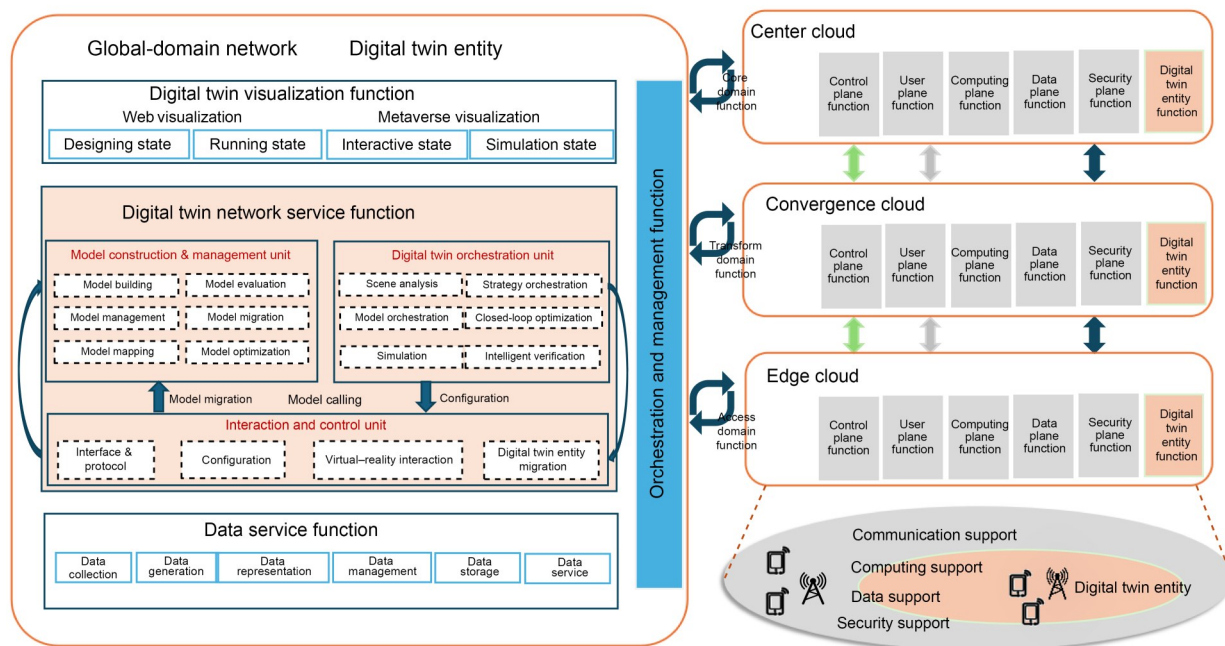 Global-domain network
Digital twin entity
Digital twin visualization function
Web visualization
Metaverse visualization
Designing state
Running state
Interactive state
Simulation state
Digital twin network service function
Model construction & management unit
Model building
Model evaluation
Model management
Model migration
Model mapping
Model optimization
Digital twin orchestration unit
Scene analysis
Strategy orchestration
Model orchestration
Closed-loop optimization
Simulation
Intelligent verification
Model migration
Model calling
Configuration
Interaction and control unit
Interface &
protocol
Configuration
Virtual–reality interaction
Digital twin entity
migration
Data service function
Data
collection
Data
generation
Data
representation
Data
management
Data
storage
Data
service
Orchestration and management function
Core
domain
function
Transform
domain
function
Access
domain
function
Center cloud
Control
plane
function
User
plane
function
Computing
plane
function
Data
plane
function
Security
plane
function
Digital
twin
entity
function
Convergence cloud
Control
plane
function
User
plane
function
Computing
plane
function
Data
plane
function
Security
plane
function
Digital
twin
entity
function
Edge cloud
Control
plane
function
User
plane
function
Computing
plane
function
Data
plane
function
Security
plane
function
Digital
twin
entity
function
Communication support
Computing support
Data support
Security support
Digital twin entity